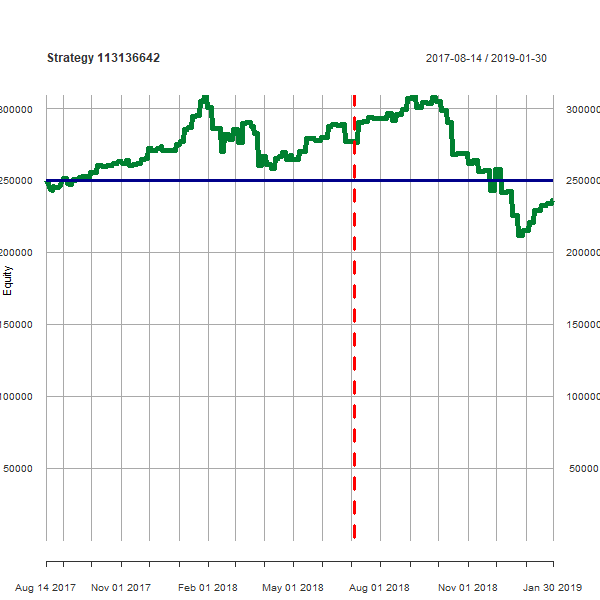 Strategy 113136642
2017-08-14 / 2019-01-30
300000
300000
250000
250000
200000
200000
Equity
150000
150000
100000
100000
50000
50000
Aug 14 2017
Nov 01 2017
Feb 01 2018
May 01 2018
Aug 01 2018
Nov 01 2018
Jan 30 2019